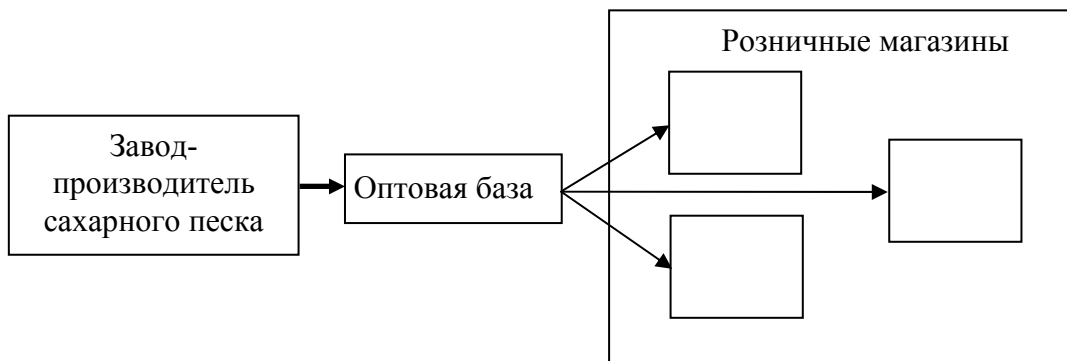 Розничные магазины
Завод-
производитель
сахарного песка
Оптовая база